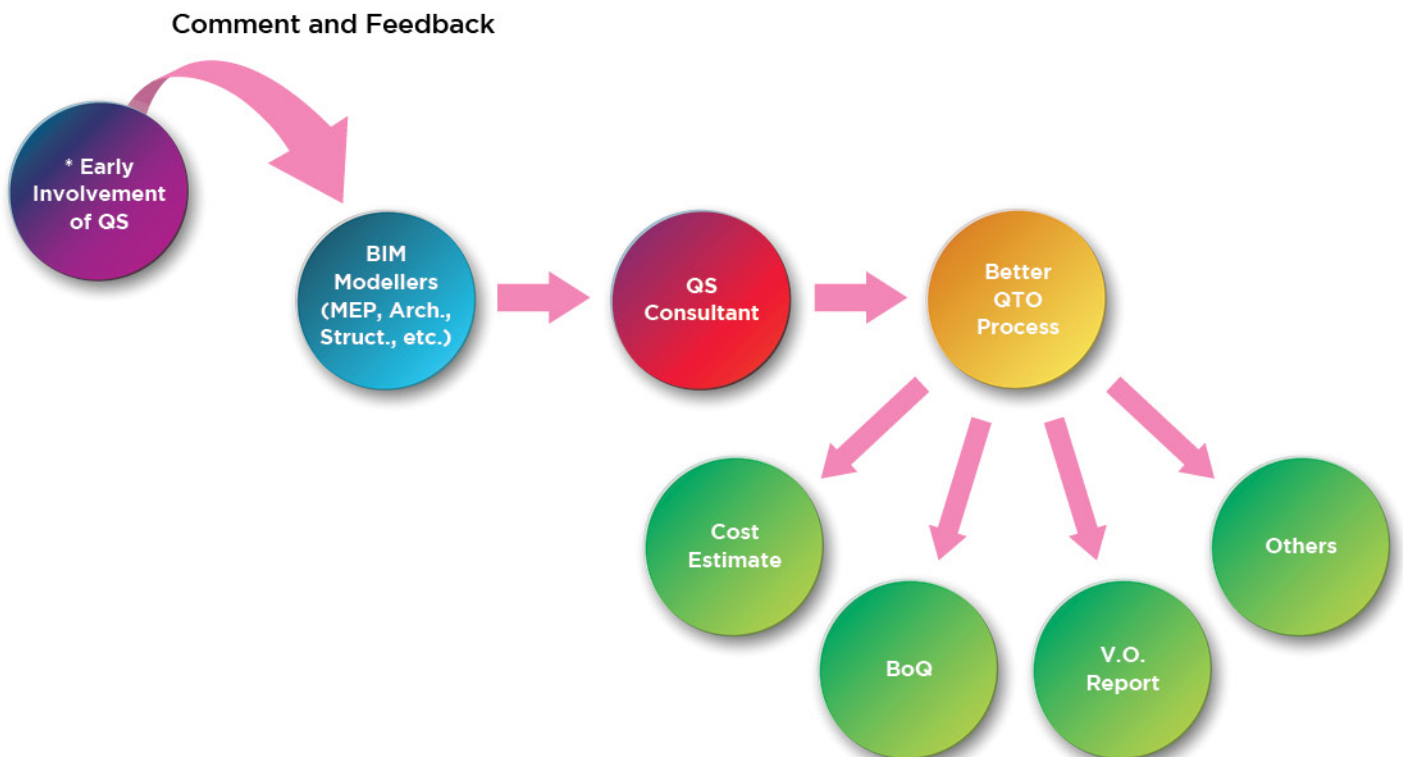 Comment and Feedback
* Early
Involvement
of QS
BIM
Modellers
(MEP, Arch.,
Struct., etc.)
QS
Consultant
Better
QTO
Process
Cost
Estimate
BoQ
V.O.
Report
Others